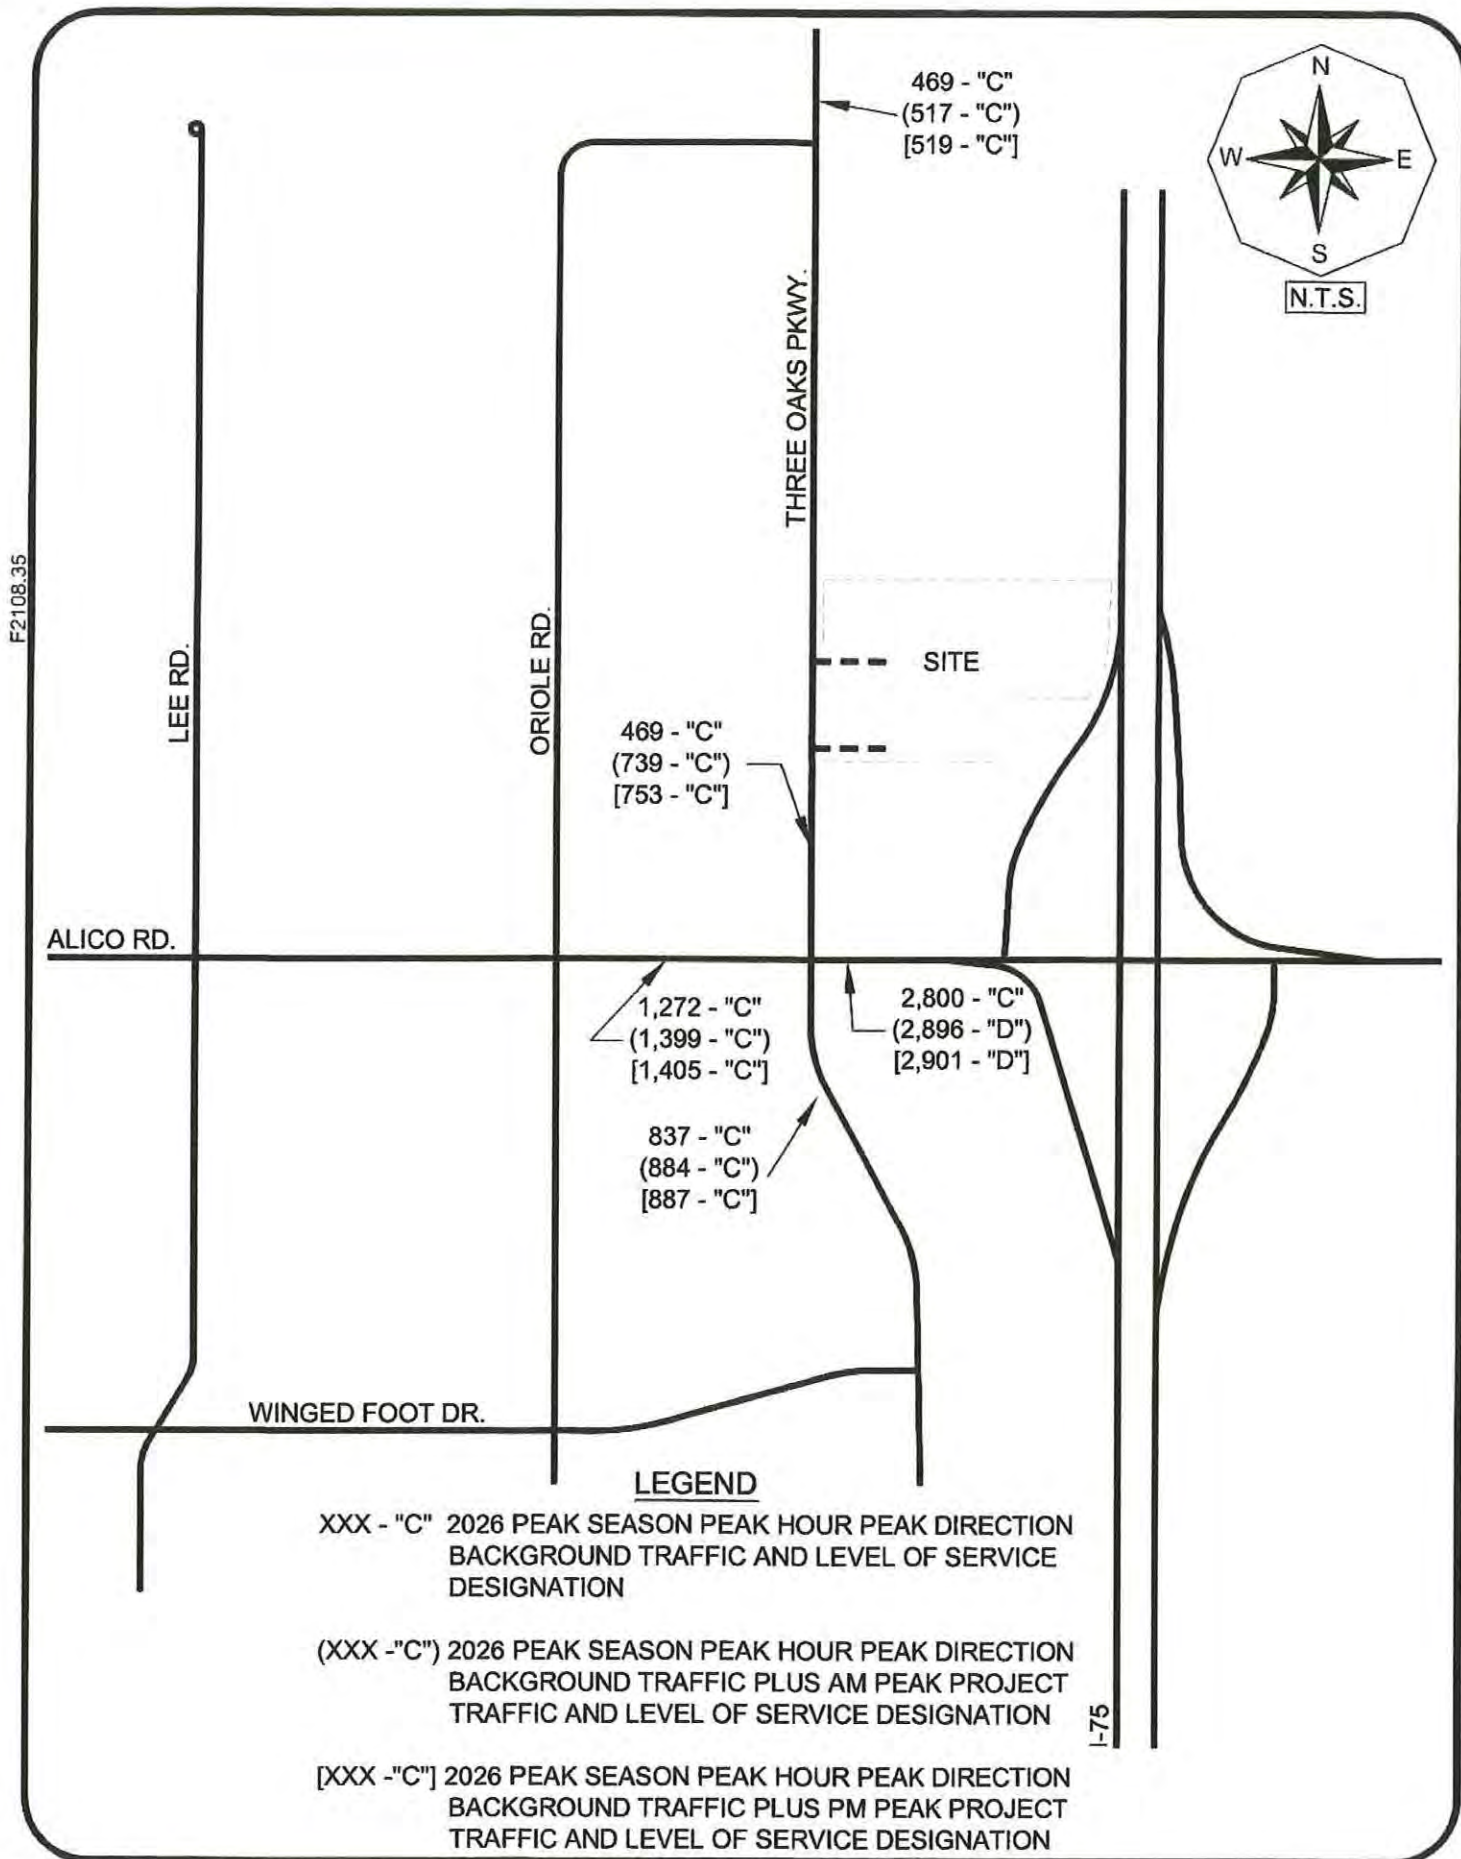 469 - "C"
(517 - "C")
[519 - "C"]
N
W
E
S
N.T.S.
THREE OAKS PKWY.
F2108.35
LEE RD.
ORIOLE RD.
SITE
469 - "C"
(739 - "C")
[753 - "C"]
ALICO RD.
1,272 - "C"
(1,399 - "C")
[1,405 - "C"]
2,800 - "C"
(2,896 - "D")
[2,901 - "D"]
837 - "C"
(884 - "C")
[887 - "C"]
WINGED FOOT DR.
LEGEND
XXX - "C" 2026 PEAK SEASON PEAK HOUR PEAK DIRECTION
BACKGROUND TRAFFIC AND LEVEL OF SERVICE
DESIGNATION
(XXX -"C") 2026 PEAK SEASON PEAK HOUR PEAK DIRECTION
BACKGROUND TRAFFIC PLUS AM PEAK PROJECT
TRAFFIC AND LEVEL OF SERVICE DESIGNATION
I-75
[XXX -"C"] 2026 PEAK SEASON PEAK HOUR PEAK DIRECTION
BACKGROUND TRAFFIC PLUS PM PEAK PROJECT
TRAFFIC AND LEVEL OF SERVICE DESIGNATION